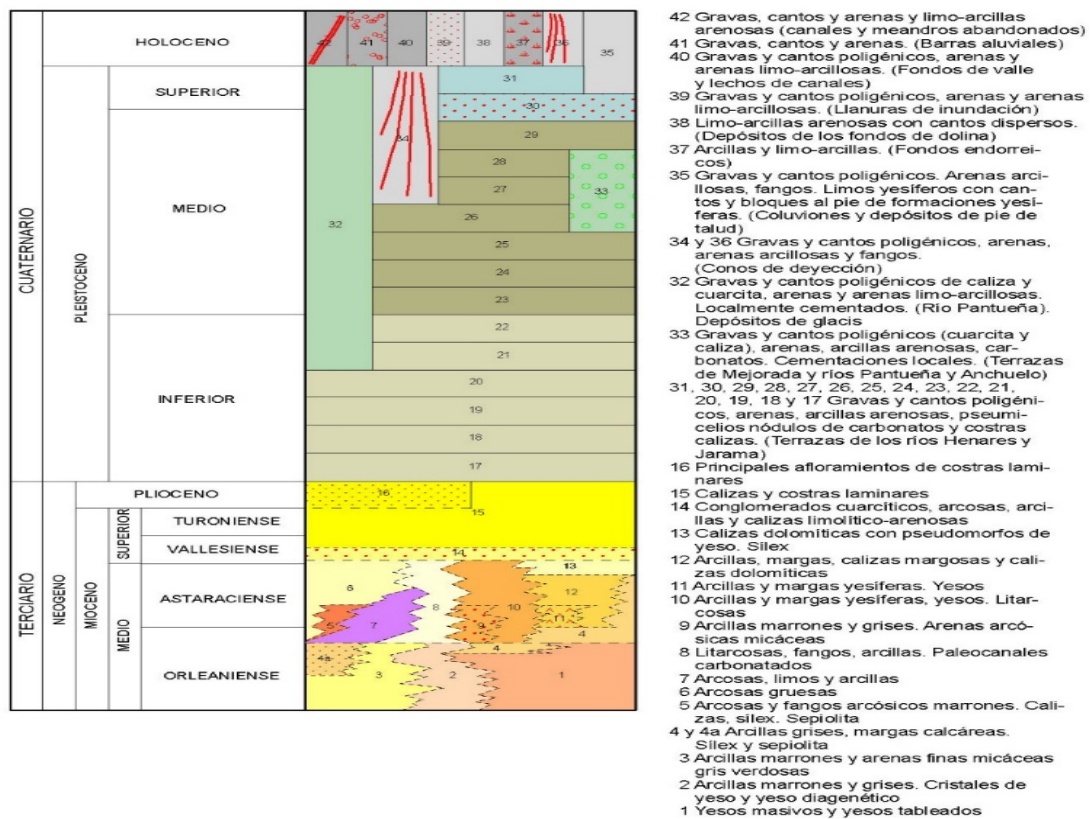 HOLOCENO
SUPERIOR
MEDIO
INFERIOR
PLEISTOCENO
CUATERNARIO
PLIOCENO
TURONIENSE
VALLESIENSE
SUPERIOR
ASTARACIENSE
ORLEANIENSE
MEDIO
MIOCENO
NEOGENO
TERCIARIO
42 41 40 39 38 37 36 35
31
30
34
29
28
27
33
32
26
25
24
23
22
21
20
19
18
17
16
15
14
13
6
12
8
10
11
5
7
9
4
4
4a
3
2
1
42 Gravas, cantos y arenas y limo-arcillas
arenosas (canales y meandros abandonados)
41 Gravas, cantos y arenas. (Barras aluviales)
40 Gravas y cantos poligénicos, arenas y
arenas limo-arcillosas. (Fondos de valle
y lechos de canales)
39 Gravas y cantos poligénicos, arenas y arenas
limo-arcillosas. (Llanuras de inundación)
38 Limo-arcillas arenosas con cantos dispersos.
(Depósitos de los fondos de dolina)
37 Arcillas y limo-arcillas. (Fondos endorrei-
cos)
35 Gravas y cantos poligénicos. Arenas arci-
llosas, fangos. Limos yesíferos con can-
tos y bloques al pie de formaciones yesí-
feras. (Coluviones y depósitos de pie de
talud)
34 y 36 Gravas y cantos poligénicos, arenas,
arenas arcillosas y fangos.
(Conos de deyección)
32 Gravas y cantos poligénicos de caliza y
cuarcita, arenas y arenas limo-arcillosas.
Localmente cementados. (Río Pantueña).
Depósitos de glacis
33 Gravas y cantos poligénicos (cuarcita y
caliza), arenas, arcillas arenosas, car-
bonatos. Cementaciones locales. (Terrazas
de Mejorada y ríos Pantueña y Anchuelo)
31, 30, 29, 28, 27, 26, 25, 24, 23, 22, 21,
20, 19, 18 y 17 Gravas y cantos poligéni-
cos, arenas, arcillas arenosas, pseumi-
celios nódulos de carbonatos y costras
calizas. (Terrazas de los ríos Henares y
Jarama)
16 Principales afloramientos de costras lami-
nares
15 Calizas y costras laminares
14 Conglomerados cuarcíticos, arcosas, arci-
llas y calizas limolítico-arenosas
13 Calizas dolomíticas con pseudomorfos de
yeso. Sílex
12 Arcillas, margas, calizas margosas y cali-
zas dolomíticas
11 Arcillas y margas yesíferas. Yesos
10 Arcillas y margas yesíferas, yesos. Litar-
cosas
9 Arcillas marrones y grises. Arenas arcó-
sicas micáceas
8 Litarcosas, fangos, arcillas. Paleocanales
carbonatados
7 Arcosas, limos y arcillas
6 Arcosas gruesas
5 Arcosas y fangos arcósicos marrones. Cali-
zas, sílex. Sepiolita
4 y 4a Arcillas grises, margas calcáreas.
Sílex y sepiolita
3 Arcillas marrones y arenas finas micáceas
gris verdosas
2 Arcillas marrones y grises. Cristales de
yeso y yeso diagenético
1 Yesos masivos y yesos tableados